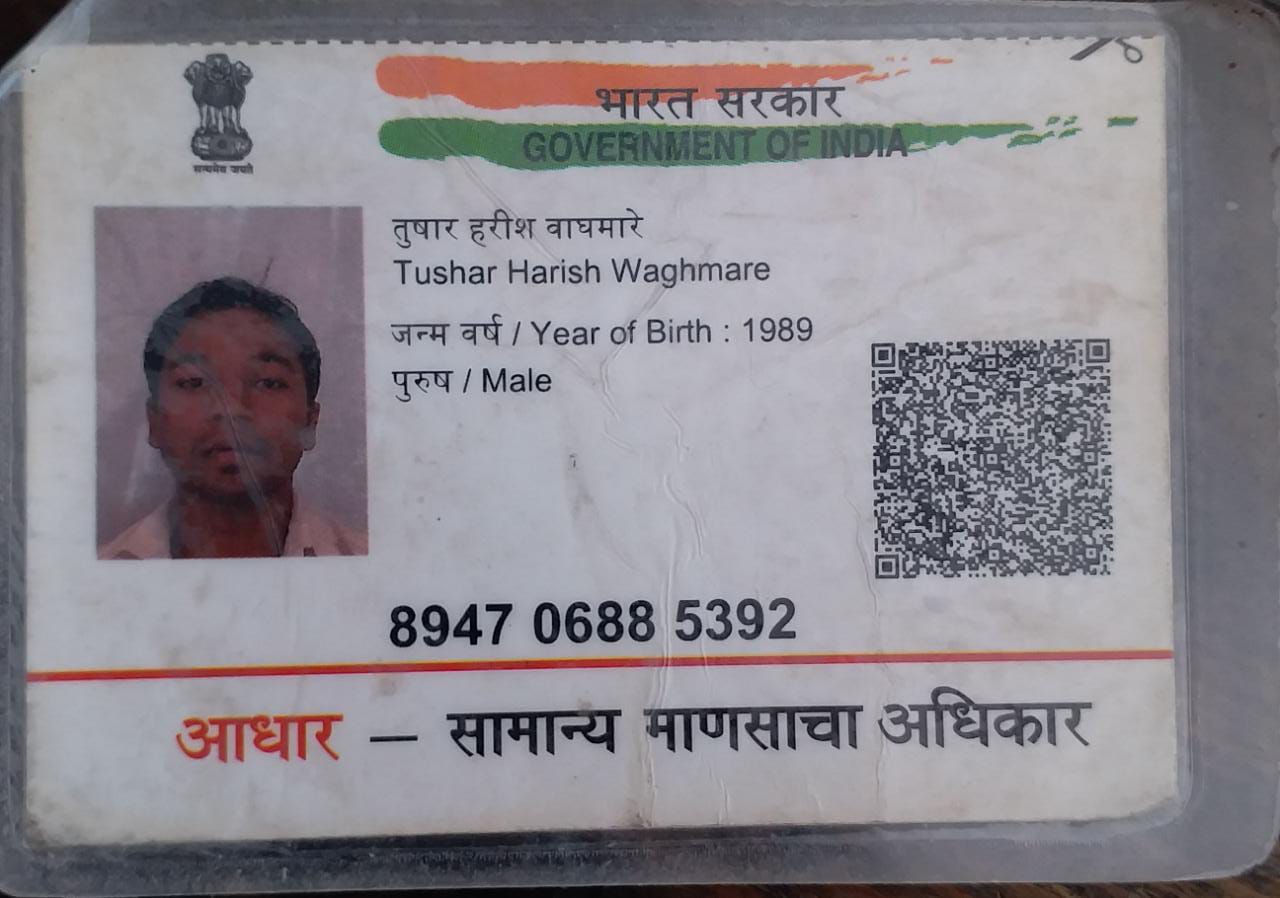 भारत सरकार
GOVERNMENT OF INDIA
सत्यमेव जयते
तुषार हरीश वाघमारे
Tushar Harish Waghmare
जन्म वर्ष / Year of Birth : 1989
पुरुष / Male
8947 0688 5392
आधार — सामान्य माणसाचा अधिकार